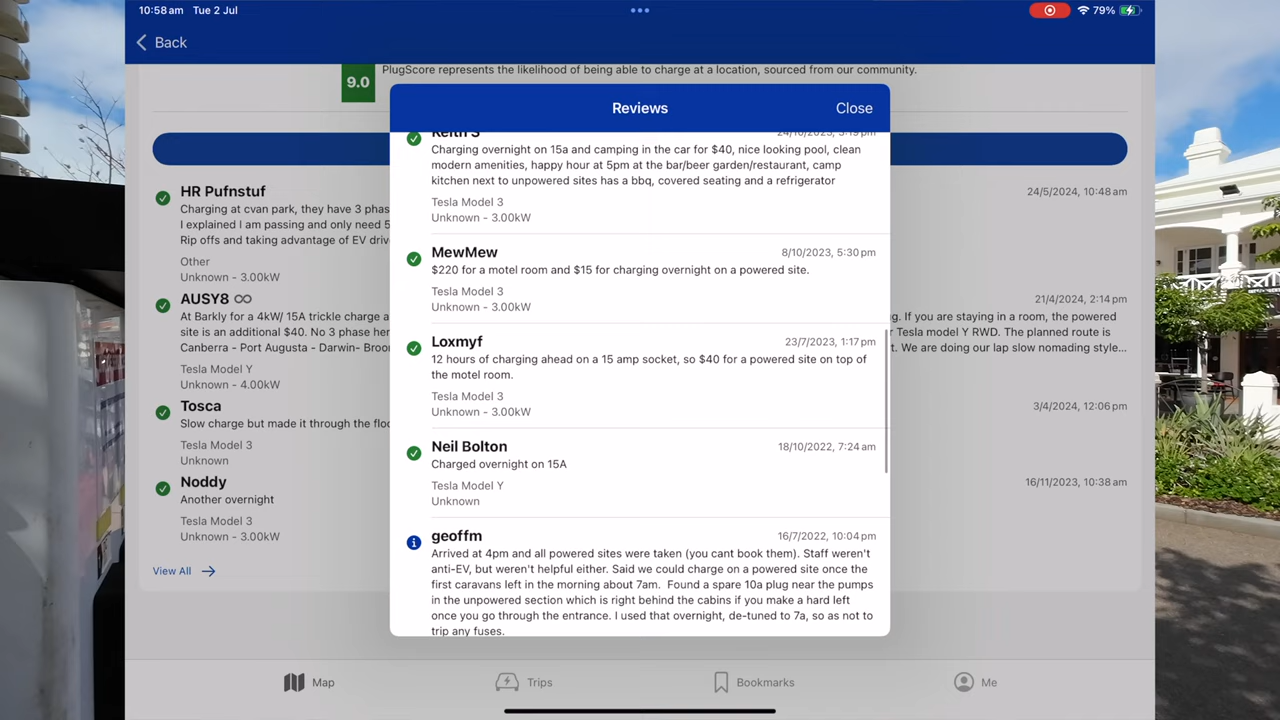 10:58 am Tue 2 Jul
79%
Back
PlugScore represents the likelihood of being able to charge at a location, sourced from our community.
9.0
Reviews
Close
Keith S
24/10/2023, 5:19 pm
Charging overnight on 15a and camping in the car for $40, nice looking pool, clean
modern amenities, happy hour at 5pm at the bar/beer garden/restaurant, camp
kitchen next to unpowered sites has a bbq, covered seating and a refrigerator
Tesla Model 3
Unknown - 3.00kW
MewMew
8/10/2023, 5:30 pm
$220 for a motel room and $15 for charging overnight on a powered site.
Tesla Model 3
Unknown - 3.00kW
Loxmyf
23/7/2023, 1:17 pm
12 hours of charging ahead on a 15 amp socket, so $40 for a powered site on top of
the motel room.
Tesla Model 3
Unknown - 3.00kW
Neil Bolton
18/10/2022, 7:24 am
Charged overnight on 15A
Tesla Model Y
Unknown
geoffm
16/7/2022, 10:04 pm
Arrived at 4pm and all powered sites were taken (you cant book them). Staff weren't
anti-EV, but weren't helpful either. Said we could charge on a powered site once the
first caravans left in the morning about 7am. Found a spare 10a plug near the pumps
in the unpowered section which is right behind the cabins if you make a hard left
once you go through the entrance. I used that overnight, de-tuned to 7a, so as not to
trip any fuses.
HR Pufnstuf
24/5/2024, 10:48 am
Charging at cvan park, they have 3 phas
I explained I am passing and only need 5
Rip offs and taking advantage of EV driv
Other
Unknown - 3.00kW
AUSY8
21/4/2024, 2:14 pm
At Barkly for a 4kW/ 15A trickle charge a
g. If you are staying in a room, the powered
site is an additional $40. No 3 phase her
r Tesla model Y RWD. The planned route is
Canberra - Port Augusta - Darwin- Broon
t. We are doing our lap slow nomading style...
Tesla Model Y
Unknown - 4.00kW
Tosca
3/4/2024, 12:06 pm
Slow charge but made it through the floo
Tesla Model 3
Unknown
Noddy
16/11/2023, 10:38 am
Another overnight
Tesla Model 3
Unknown - 3.00kW
View All
Map
Trips
Bookmarks
Me